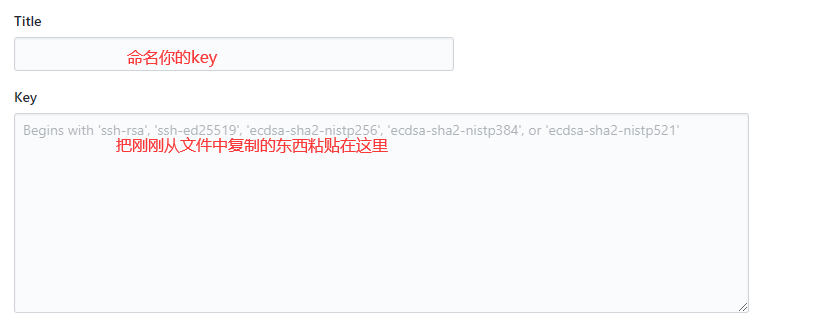 Title
命名你的key
Key
Begins with 'ssh-rsa', 'ssh-ed25519', 'ecdsa-sha2-nistp256', 'ecdsa-sha2-nistp384', or 'ecdsa-sha2-nistp521'
把刚刚从文件中复制的东西粘贴在这里